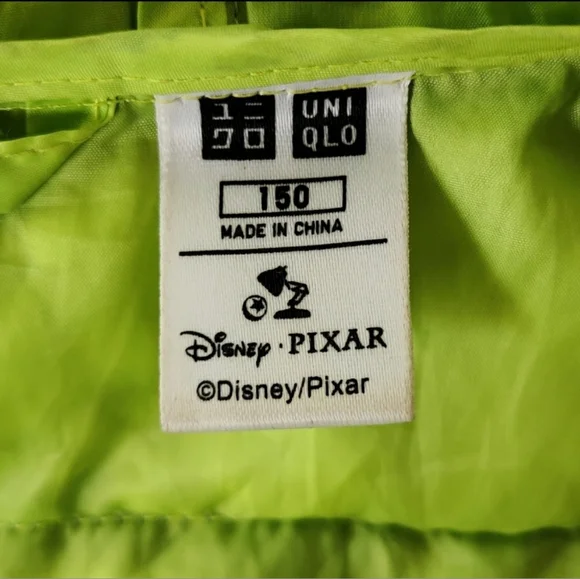 ユニ UNI
クロ QLO
150
MADE IN CHINA
Disney · PIXAR
©Disney/Pixar